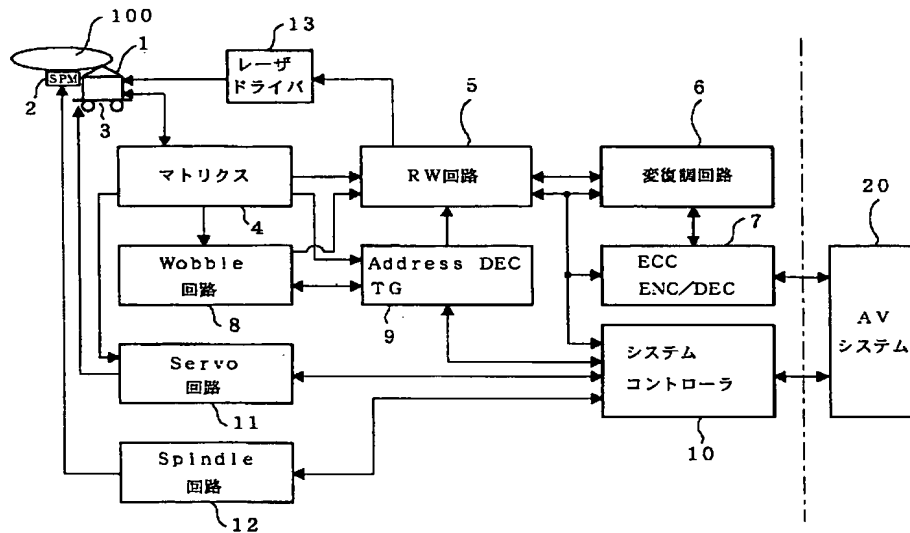 100
1
13
レーザ
ドライバ
SPM
2
3
5
6
マトリクス
4
RW回路
変復調回路
7
20
Wobble
回路
8
Address DEC
TG
9
ECC
ENC/DEC
AV
システム
Servo
回路
11
システム
コントローラ
10
Spindle
回路
12